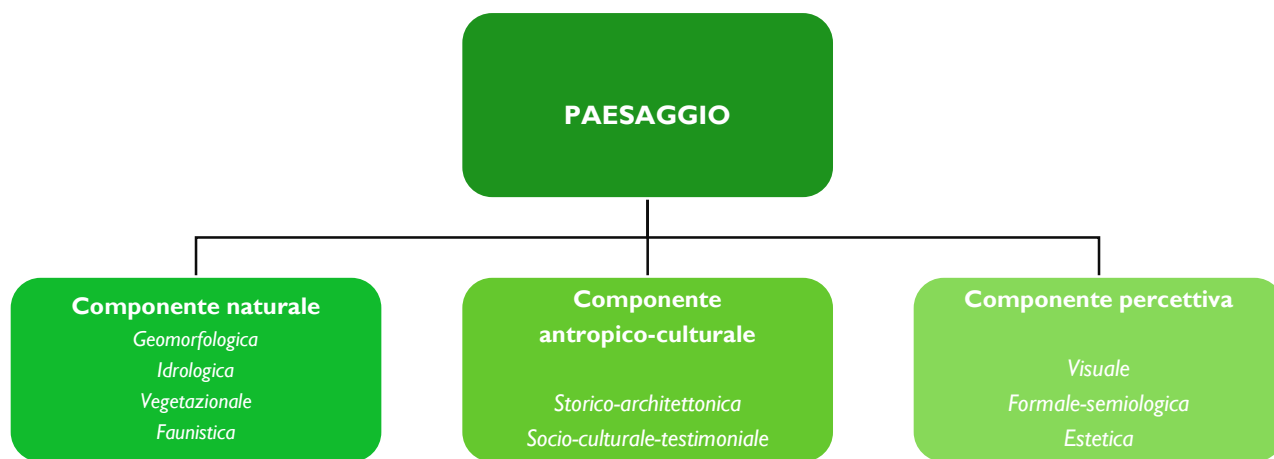 PAESAGGIO
Componente naturale
Geomorfologica
Idrologica
Vegetazionale
Faunistica
Componente
antropico-culturale
Storico-architettonica
Socio-culturale-testimoniale
Componente percettiva
Visuale
Formale-semiologica
Estetica